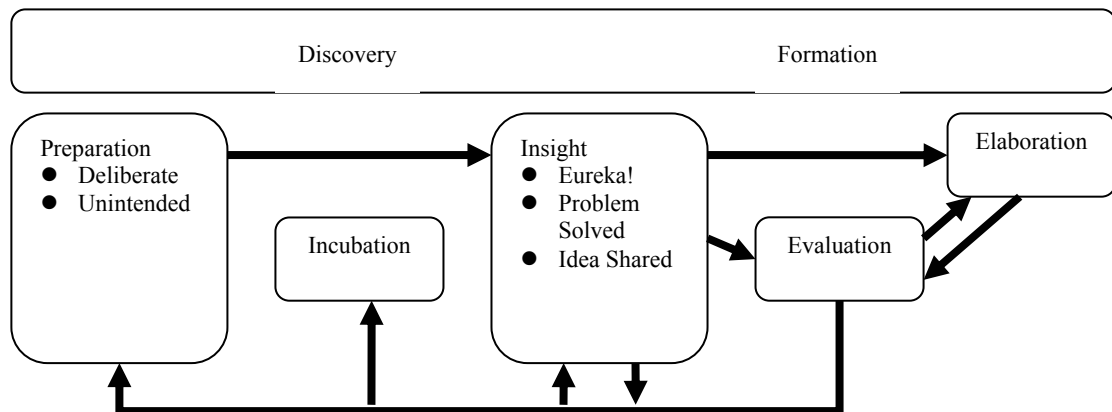 Discovery
Formation
Preparation
● Deliberate
● Unintended
Incubation
Insight
● Eureka!
● Problem
Solved
● Idea Shared
Evaluation
Elaboration